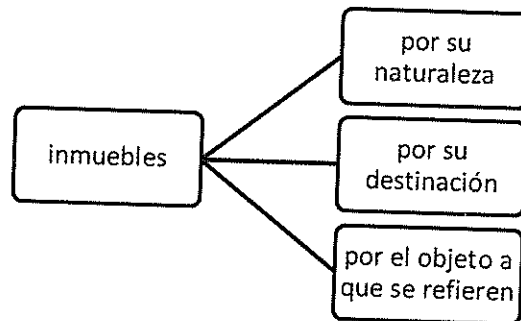 inmuebles
por su
naturaleza
por su
destinación
por el objeto a
que se refieren